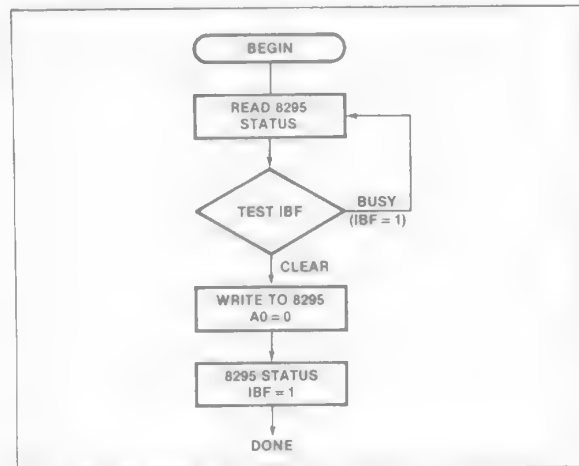 BEGIN
READ 8295
STATUS
TEST IBF
BUSY
(IBF = 1)
CLEAR
WRITE TO 8295
A0 = 0
8295 STATUS
IBF = 1
DONE